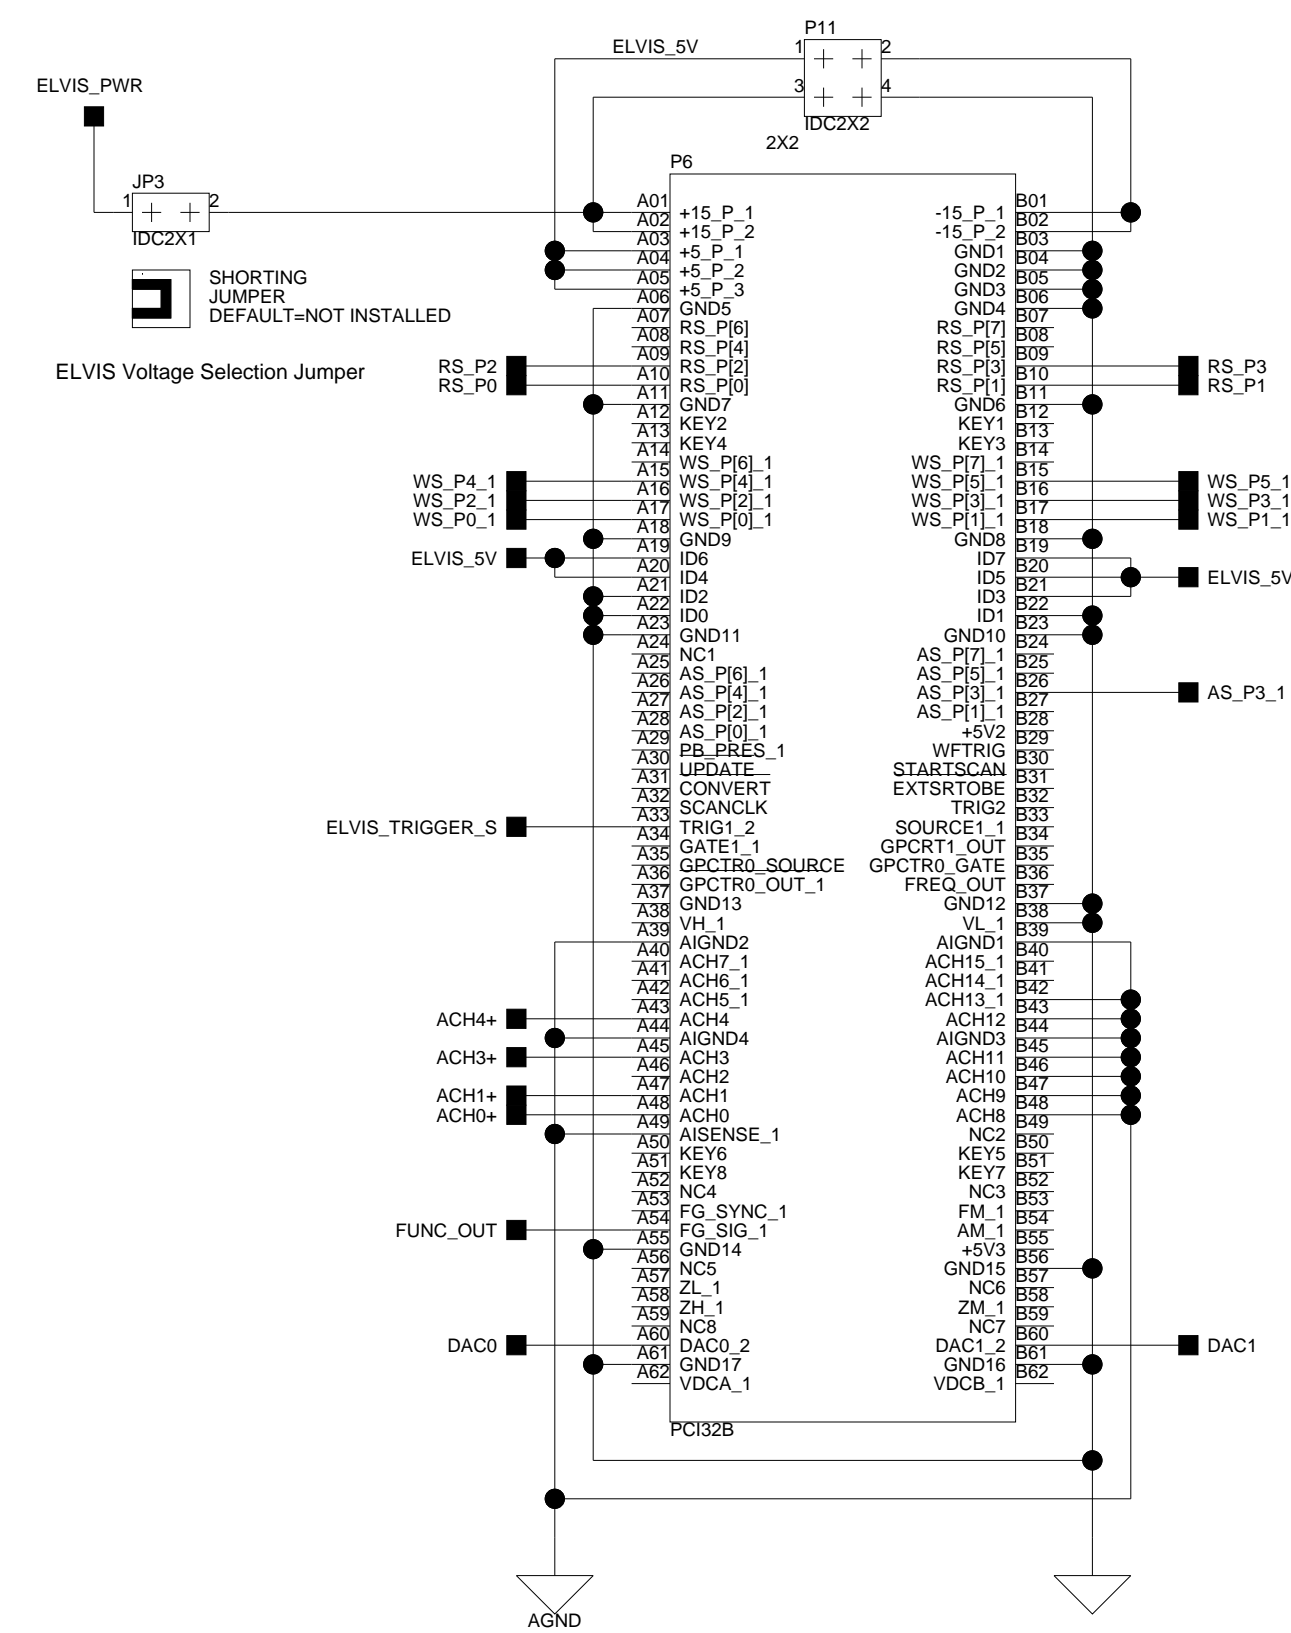 P11
ELVIS_5V 1 2
3 4
IDC2X2
2X2
ELVIS_PWR
JP3
1 2
IDC2X1
SHORTING
JUMPER
DEFAULT=NOT INSTALLED
ELVIS Voltage Selection Jumper
P6
A01 +15_P_1 -15_P_1 B01
A02 +15_P_2 -15_P_2 B02
A03 +5_P_1 GND1 B03
A04 +5_P_2 GND2 B04
A05 +5_P_3 GND3 B05
A06 GND5 GND4 B06
A07 RS_P[6] RS_P[7] B07
A08 RS_P[4] RS_P[5] B08
RS_P2 A09 RS_P[2] RS_P[3] B09 RS_P3
RS_P0 A10 RS_P[0] RS_P[1] B10 RS_P1
A11 GND7 GND6 B11
A12 KEY2 KEY1 B12
A13 KEY4 KEY3 B13
A14 WS_P[6]_1 WS_P[7]_1 B14
WS_P4_1 A15 WS_P[4]_1 WS_P[5]_1 B15 WS_P5_1
WS_P2_1 A16 WS_P[2]_1 WS_P[3]_1 B16 WS_P3_1
WS_P0_1 A17 WS_P[0]_1 WS_P[1]_1 B17 WS_P1_1
A18 GND9 GND8 B18
ELVIS_5V A19 ID6 ID7 B19
A20 ID4 ID5 B20 ELVIS_5V
A21 ID2 ID3 B21
A22 ID0 ID1 B22
A23 GND11 GND10 B23
A24 NC1 AS_P[7]_1 B24
A25 AS_P[6]_1 AS_P[5]_1 B25
A26 AS_P[4]_1 AS_P[3]_1 B26 AS_P3_1
A27 AS_P[2]_1 AS_P[1]_1 B27
A28 AS_P[0]_1 +5V2 B28
A29 PB_PRES_1 WFTRIG B29
A30 UPDATE STARTSCAN B30
A31 CONVERT EXTSRTOBE B31
A32 SCANCLK TRIG2 B32
ELVIS_TRIGGER_S A33 TRIG1_2 SOURCE1_1 B33
A34 GATE1_1 GPCRT1_OUT B34
A35 GPCTR0_SOURCE GPCTR0_GATE B35
A36 GPCTR0_OUT_1 FREQ_OUT B36
A37 GND13 GND12 B37
A38 VH_1 VL_1 B38
A39 AIGND2 AIGND1 B39
A40 ACH7_1 ACH15_1 B40
A41 ACH6_1 ACH14_1 B41
A42 ACH5_1 ACH13_1 B42
ACH4+ A43 ACH4 ACH12 B43
A44 AIGND4 AIGND3 B44
ACH3+ A45 ACH3 ACH11 B45
A46 ACH2 ACH10 B46
ACH1+ A47 ACH1 ACH9 B47
ACH0+ A48 ACH0 ACH8 B48
A49 AISENSE_1 NC2 B49
A50 KEY6 KEY5 B50
A51 KEY8 KEY7 B51
A52 NC4 NC3 B52
A53 FG_SYNC_1 FM_1 B53
FUNC_OUT A54 FG_SIG_1 AM_1 B54
A55 GND14 +5V3 B55
A56 NC5 GND15 B56
A57 ZL_1 NC6 B57
A58 ZH_1 ZM_1 B58
A59 NC8 NC7 B59
DAC0 A60 DAC0_2 DAC1_2 B60 DAC1
A61 GND17 GND16 B61
A62 VDCA_1 VDCB_1 B62
PCI32B
AGND